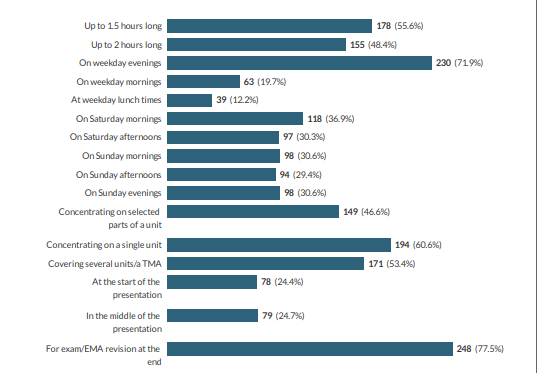 Up to 1.5 hours long 178 (55.6%)
Up to 2 hours long 155 (48.4%)
On weekday evenings 230 (71.9%)
On weekday mornings 63 (19.7%)
At weekday lunch times 39 (12.2%)
On Saturday mornings 118 (36.9%)
On Saturday afternoons 97 (30.3%)
On Sunday mornings 98 (30.6%)
On Sunday afternoons 94 (29.4%)
On Sunday evenings 98 (30.6%)
Concentrating on selected 149 (46.6%)
parts of a unit
Concentrating on a single unit 194 (60.6%)
Covering several units/a TMA 171 (53.4%)
At the start of the 78 (24.4%)
presentation
In the middle of the 79 (24.7%)
presentation
For exam/EMA revision at the 248 (77.5%)
end